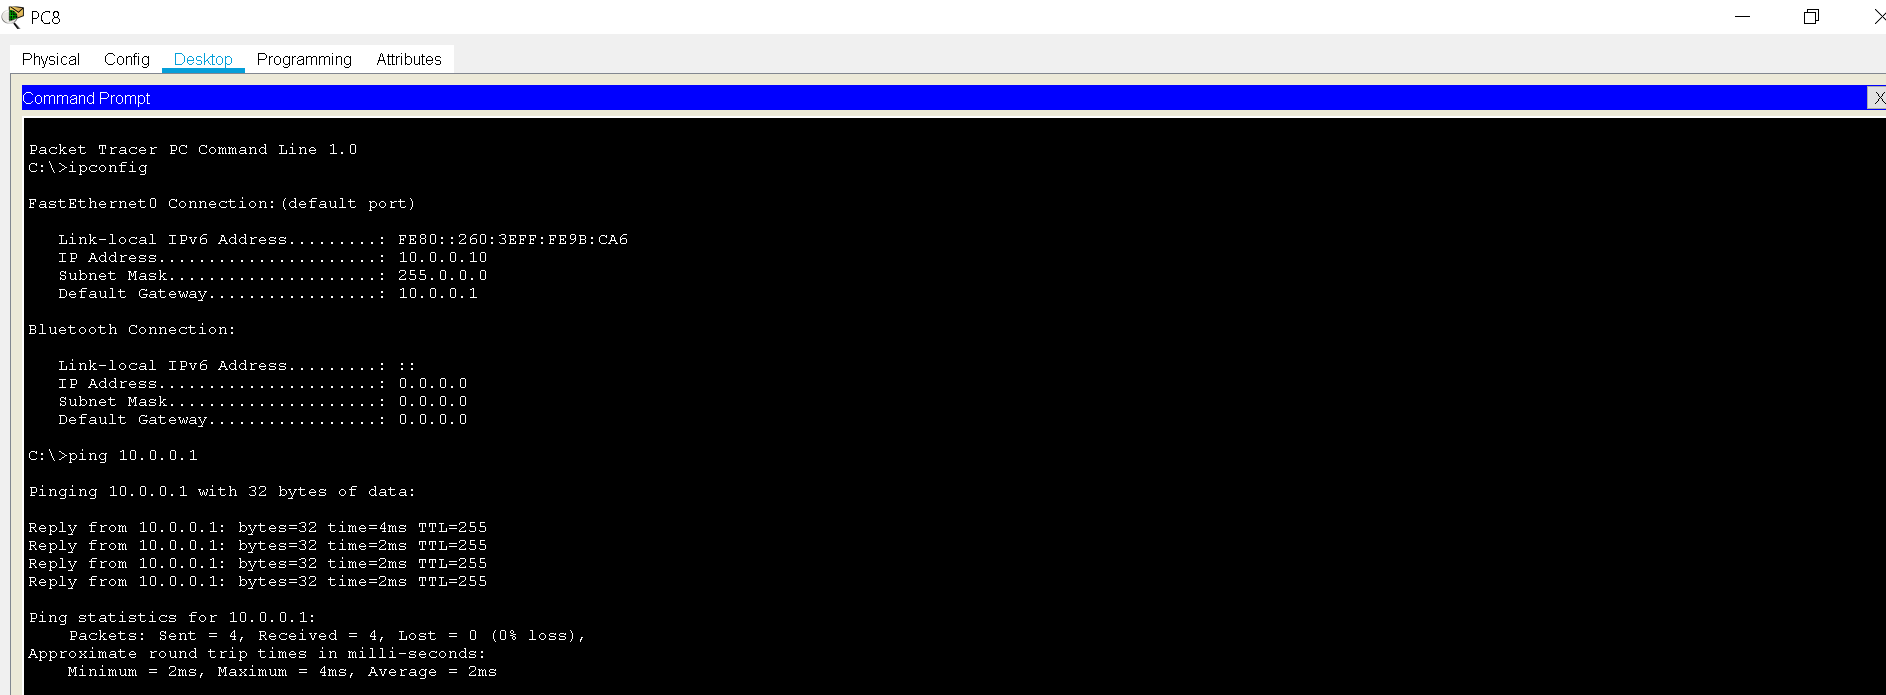 PC8
Physical Config Desktop Programming Attributes
Command Prompt
X
Packet Tracer PC Command Line 1.0
C:\>ipconfig
FastEthernet0 Connection:(default port)
Link-local IPv6 Address.........: FE80::260:3EFF:FE9B:CA6
IP Address......................: 10.0.0.10
Subnet Mask.....................: 255.0.0.0
Default Gateway.................: 10.0.0.1
Bluetooth Connection:
Link-local IPv6 Address.........: ::
IP Address......................: 0.0.0.0
Subnet Mask.....................: 0.0.0.0
Default Gateway.................: 0.0.0.0
C:\>ping 10.0.0.1
Pinging 10.0.0.1 with 32 bytes of data:
Reply from 10.0.0.1: bytes=32 time=4ms TTL=255
Reply from 10.0.0.1: bytes=32 time=2ms TTL=255
Reply from 10.0.0.1: bytes=32 time=2ms TTL=255
Reply from 10.0.0.1: bytes=32 time=2ms TTL=255
Ping statistics for 10.0.0.1:
Packets: Sent = 4, Received = 4, Lost = 0 (0% loss),
Approximate round trip times in milli-seconds:
Minimum = 2ms, Maximum = 4ms, Average = 2ms